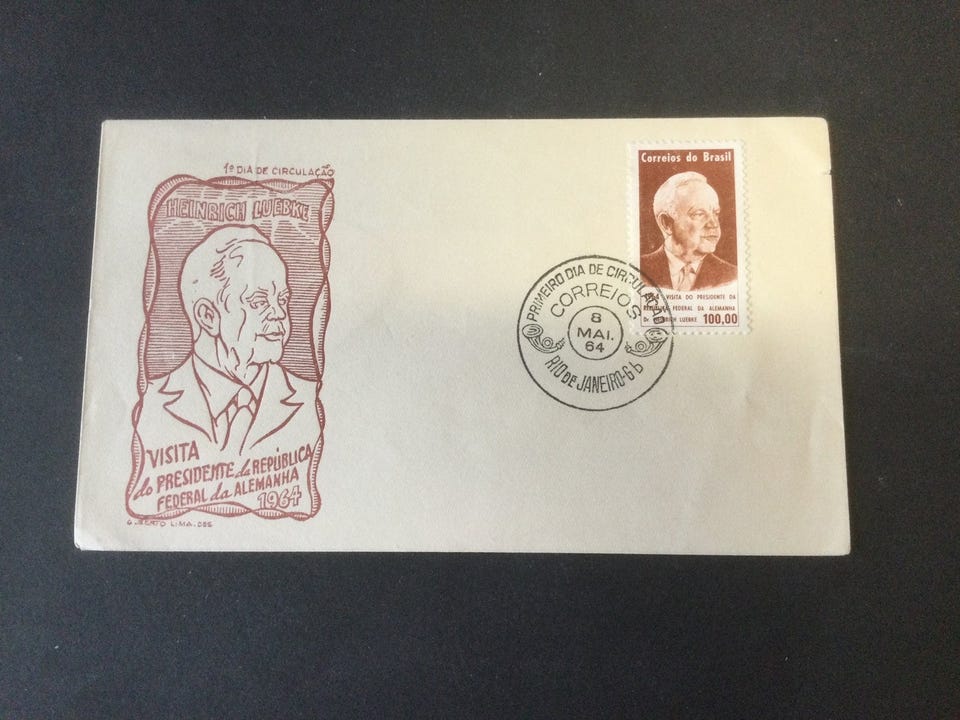 1º DIA DE CIRCULAÇÃO
HEINRICH LUEBKE
VISITA
do PRESIDENTE da REPÚBLICA
FEDERAL da ALEMANHA
1964
LIMA. DES
Correios do Brasil
VISITA DO PRESIDENTE DA
FEDERAL DA ALEMANHA
Dr. HEINRICH LUEBKE 100,00
PRIMEIRO DIA DE CIRCULAÇÃO
CORREIOS
8
MAI.
64
RIO DE JANEIRO-G b